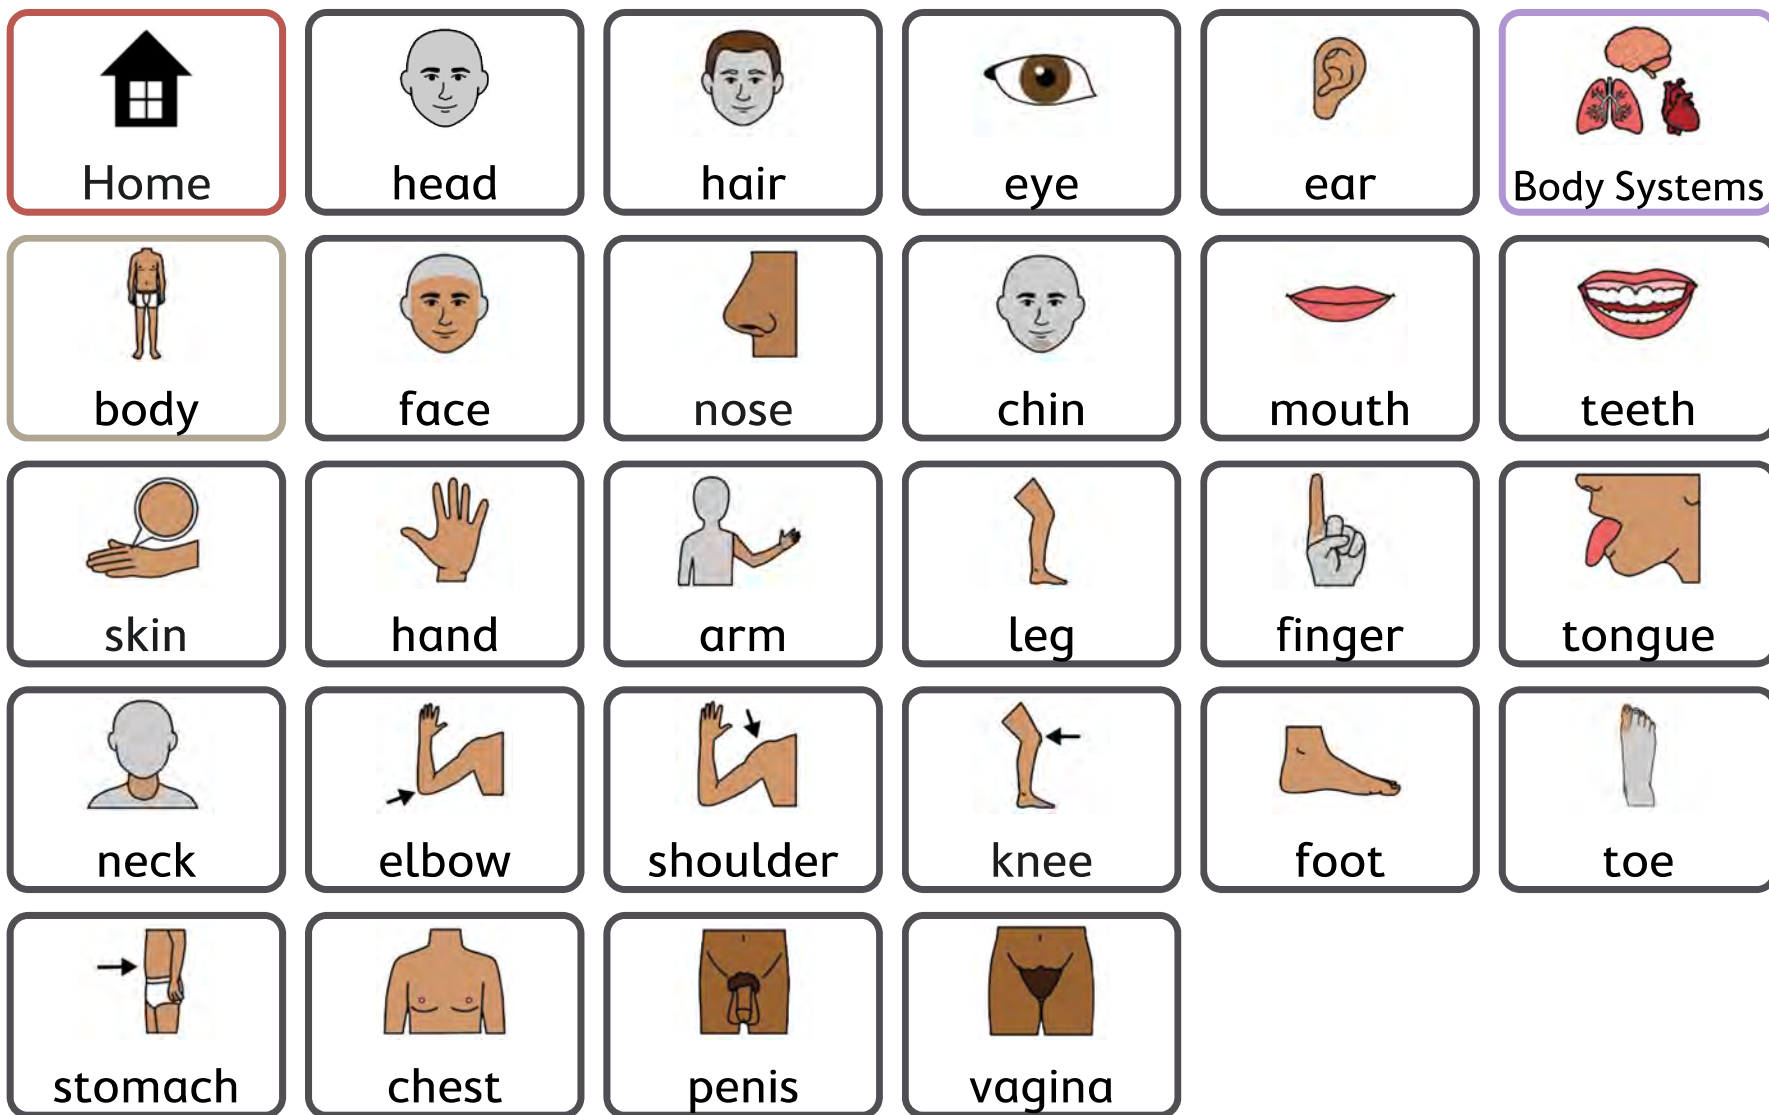 Home
head
hair
eye
ear
Body Systems
body
face
nose
chin
mouth
teeth
skin
hand
arm
leg
finger
tongue
neck
elbow
shoulder
knee
foot
toe
stomach
chest
penis
vagina